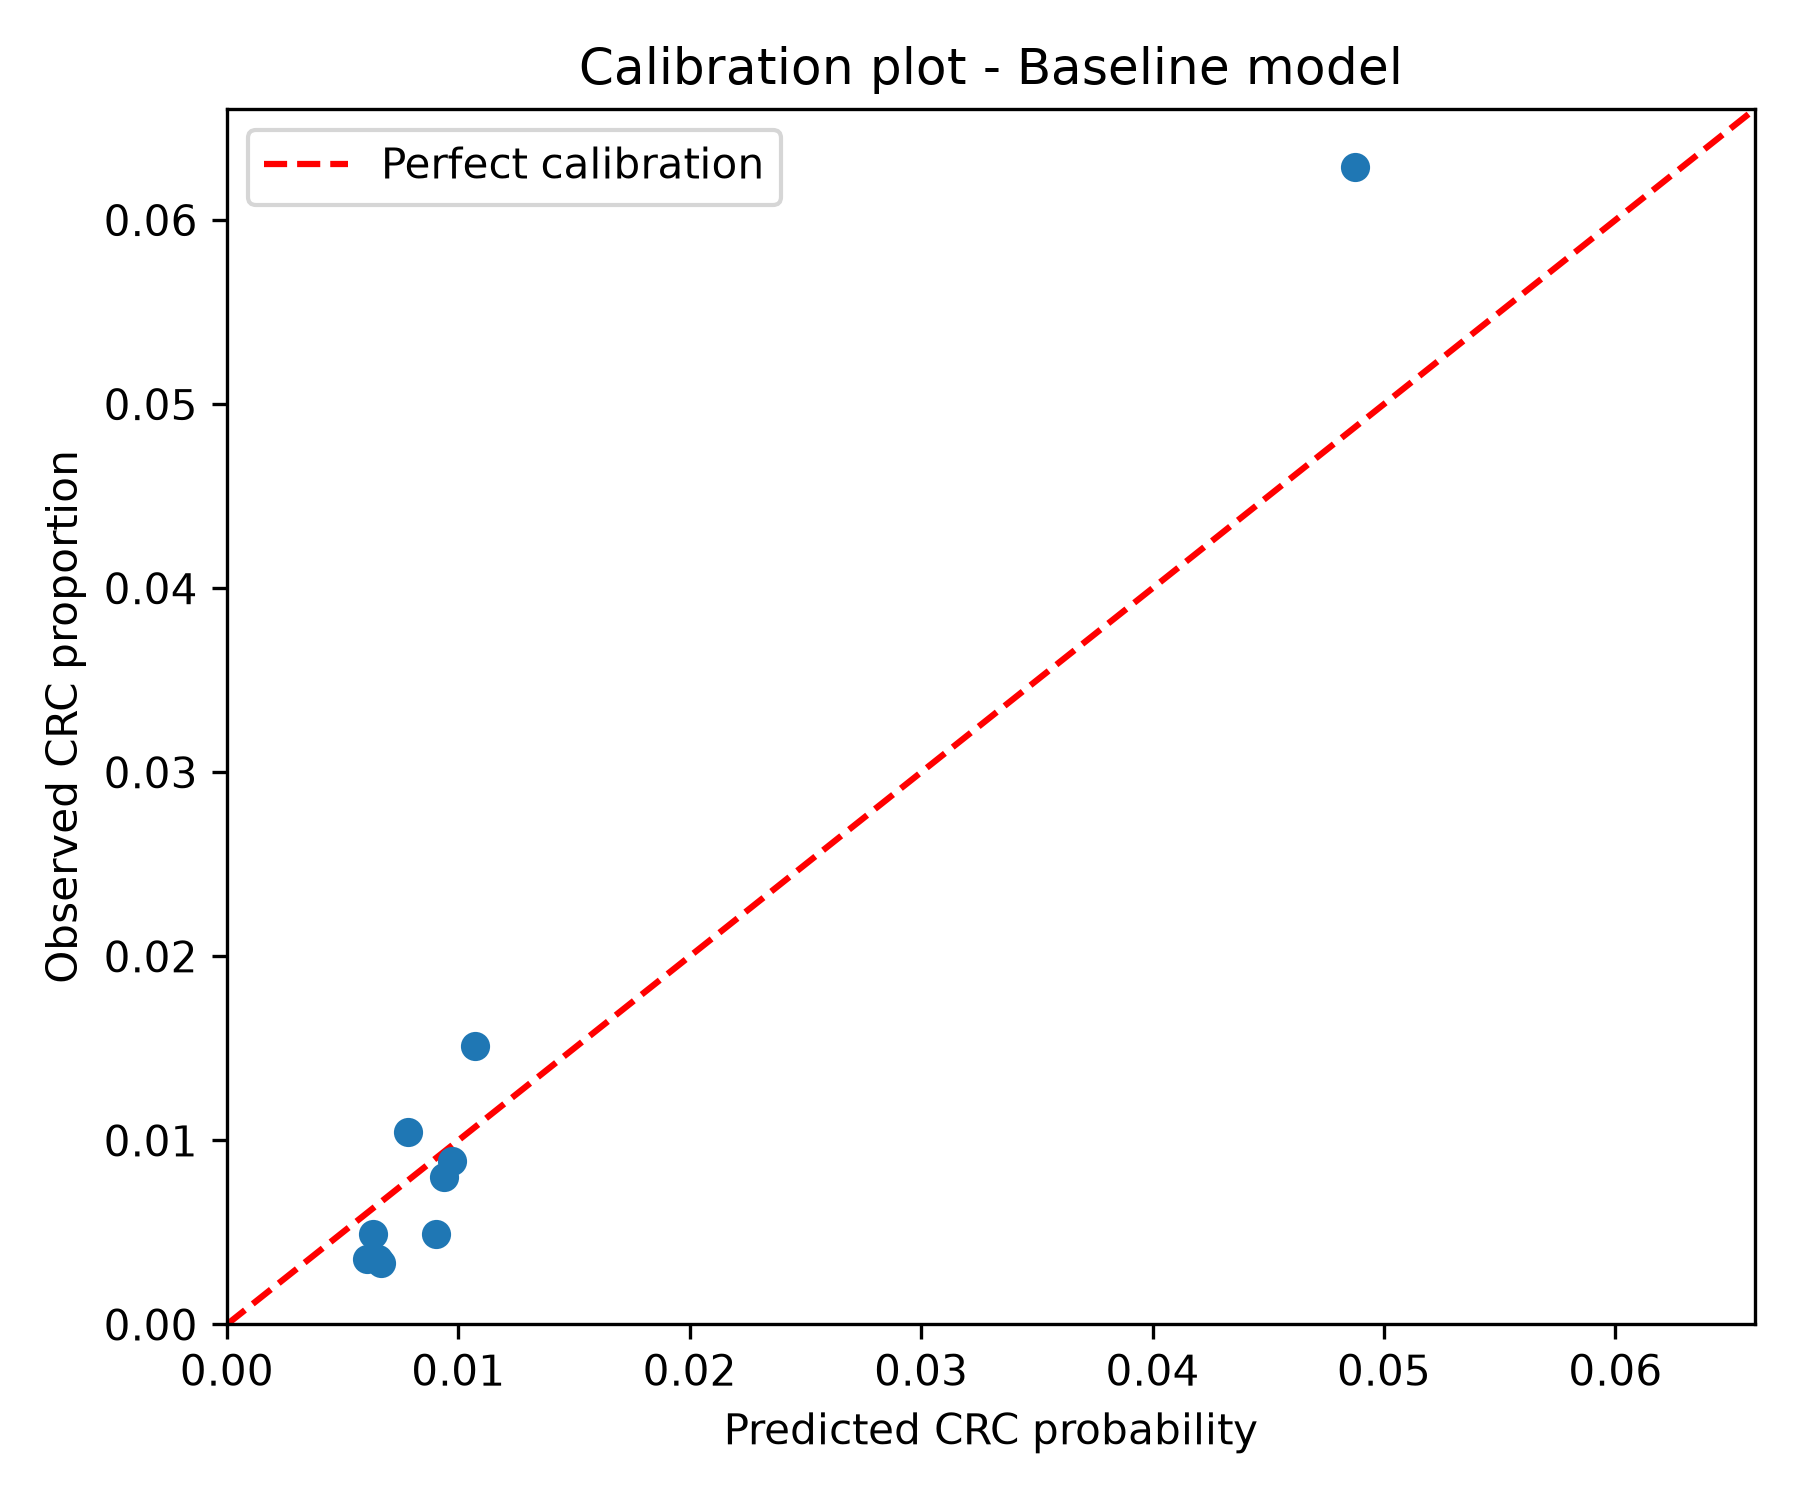 Calibration plot - Baseline model
Perfect calibration
Observed CRC proportion
0.06
0.05
0.04
0.03
0.02
0.01
0.00
0.00 0.01 0.02 0.03 0.04 0.05 0.06
Predicted CRC probability